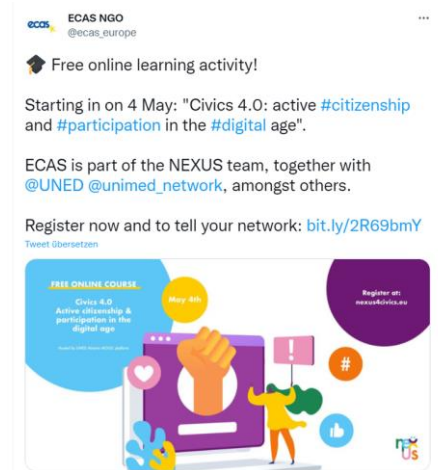 ecas
ECAS NGO
@ecas_europe
Free online learning activity!
Starting in on 4 May: "Civics 4.0: active #citizenship
and #participation in the #digital age".
ECAS is part of the NEXUS team, together with
@UNED @unimed_network, amongst others.
Register now and to tell your network: bit.ly/2R69bmY
Tweet übersetzen
FREE ONLINE COURSE
Civics 4.0
Active citizenship &
participation in the
digital age
May 4th
Register at:
nexus4civics.eu
!
#
nexus